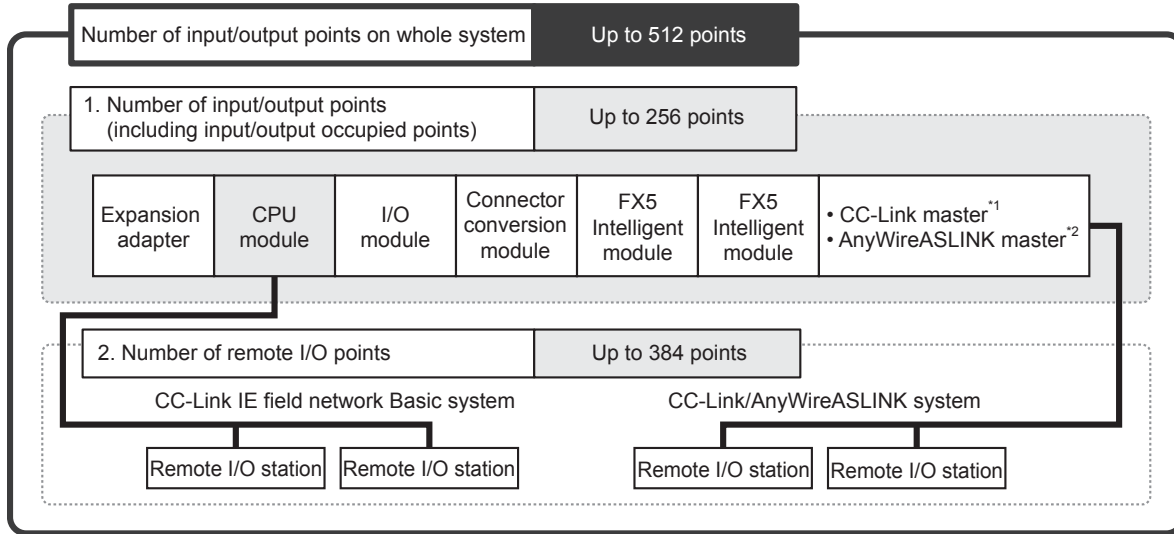 Number of input/output points on whole system
Up to 512 points
1. Number of input/output points
(including input/output occupied points)
Up to 256 points
Expansion
adapter
CPU
module
I/O
module
Connector
conversion
module
FX5
Intelligent
module
FX5
Intelligent
module
• CC-Link master*1
• AnyWireASLINK master*2
2. Number of remote I/O points
Up to 384 points
CC-Link IE field network Basic system
CC-Link/AnyWireASLINK system
Remote I/O station
Remote I/O station
Remote I/O station
Remote I/O station